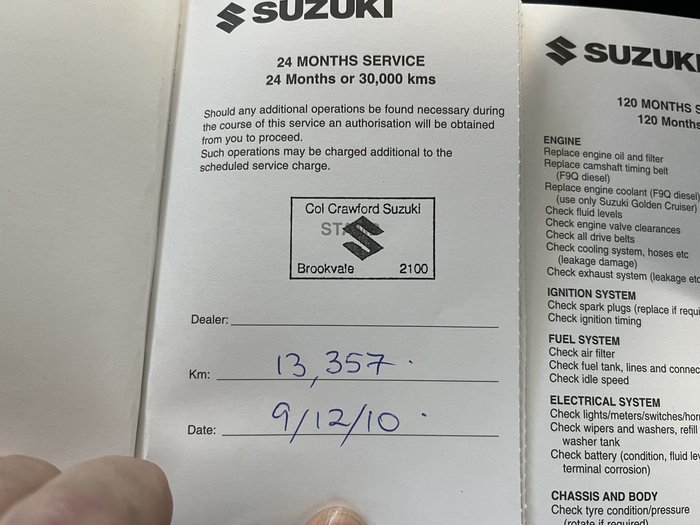 SUZUKI
24 MONTHS SERVICE
24 Months or 30,000 kms
Should any additional operations be found necessary during
the course of this service an authorisation will be obtained
from you to proceed.
Such operations may be charged additional to the
scheduled service charge.
Col Crawford Suzuki
Brookvale 2100
Dealer:
Km: 13,357.
Date: 9/12/10.
SUZUKI
120 MONTHS S
120 Months
ENGINE
Replace engine oil and filter
Replace camshaft timing belt
(F9Q diesel)
Replace engine coolant (F9Q diesel)
(use only Suzuki Golden Cruiser)
Check fluid levels
Check engine valve clearances
Check all drive belts
Check cooling system, hoses etc
(leakage damage)
Check exhaust system (leakage etc
IGNITION SYSTEM
Check spark plugs (replace if requi
Check ignition timing
FUEL SYSTEM
Check air filter
Check fuel tank, lines and connec
Check idle speed
ELECTRICAL SYSTEM
Check lights/meters/switches/horn
Check wipers and washers, refill
washer tank
Check battery (condition, fluid lev
terminal corrosion)
CHASSIS AND BODY
Check tyre condition/pressure
(rotate if required)